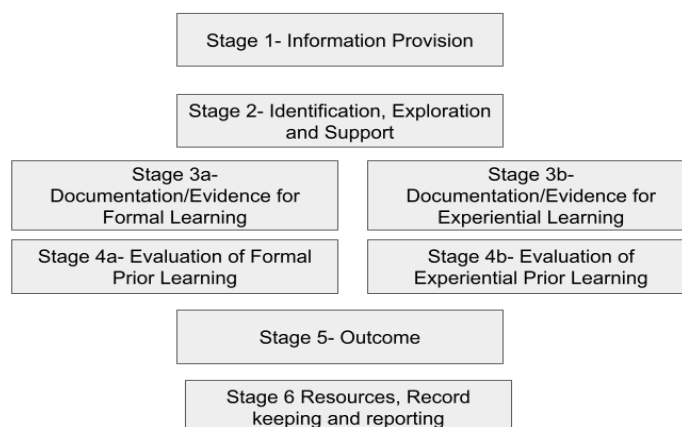 Stage 1- Information Provision
Stage 2- Identification, Exploration
and Support
Stage 3a-
Documentation/Evidence for
Formal Learning
Stage 3b-
Documentation/Evidence for
Experiential Learning
Stage 4a- Evaluation of Formal
Prior Learning
Stage 4b- Evaluation of
Experiential Prior Learning
Stage 5- Outcome
Stage 6 Resources, Record
keeping and reporting